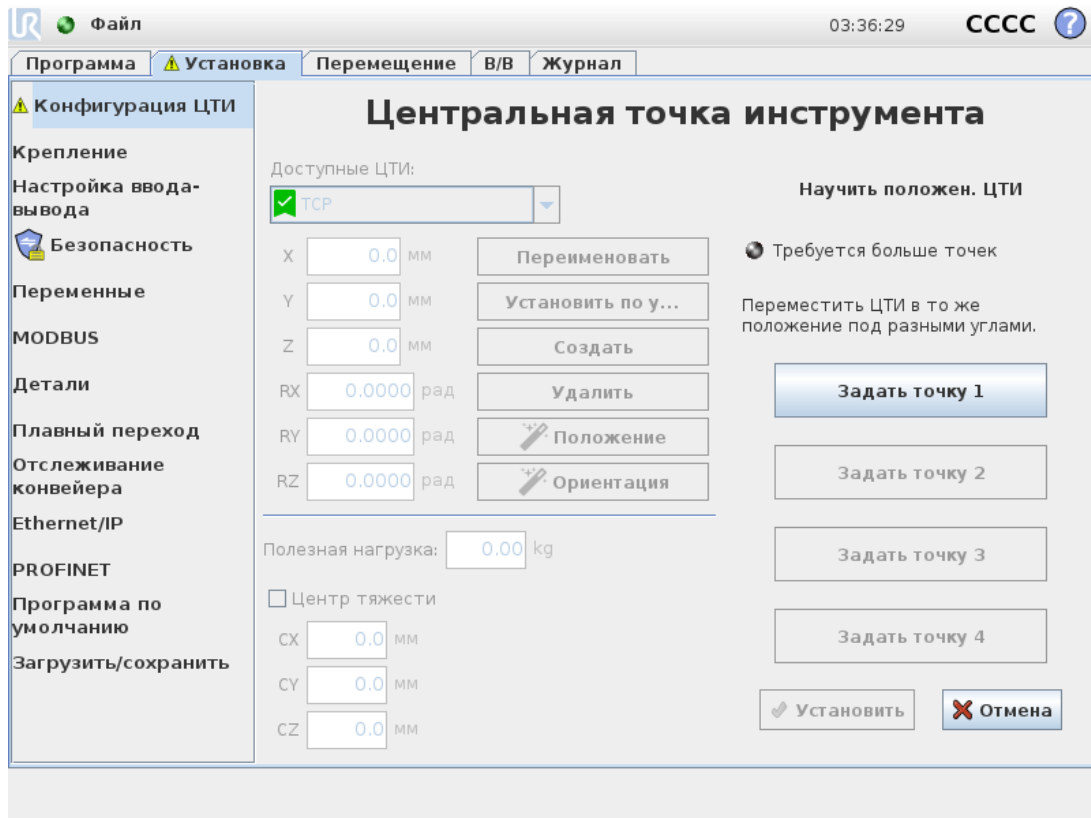 UR
Файл
03:36:29
CCCC
?
Программа
Установка
Перемещение
В/В
Журнал
Конфигурация ЦТИ
Крепление
Настройка ввода-
вывода
Безопасность
Переменные
MODBUS
Детали
Плавный переход
Отслеживание
конвейера
Ethernet/IP
PROFINET
Программа по
умолчанию
Загрузить/сохранить
Центральная точка инструмента
Доступные ЦТИ:
TCP
X 0.0 мм
Y 0.0 мм
Z 0.0 мм
RX 0.0000 рад
RY 0.0000 рад
RZ 0.0000 рад
Переименовать
Установить по у...
Создать
Удалить
Положение
Ориентация
Полезная нагрузка: 0.00 kg
Центр тяжести
CX 0.0 мм
CY 0.0 мм
CZ 0.0 мм
Научить положен. ЦТИ
Требуется больше точек
Переместить ЦТИ в то же
положение под разными углами.
Задать точку 1
Задать точку 2
Задать точку 3
Задать точку 4
Установить
Отмена